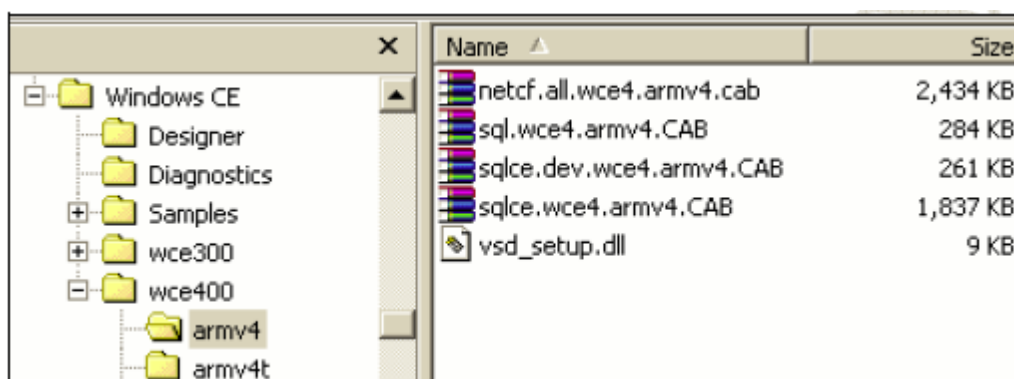 Windows CE
Designer
Diagnostics
Samples
wce300
wce400
armv4
armv4t
Name Size
netcf.all.wce4.armv4.cab 2,434 KB
sql.wce4.armv4.CAB 284 KB
sqlce.dev.wce4.armv4.CAB 261 KB
sqlce.wce4.armv4.CAB 1,837 KB
vsd_setup.dll 9 KB